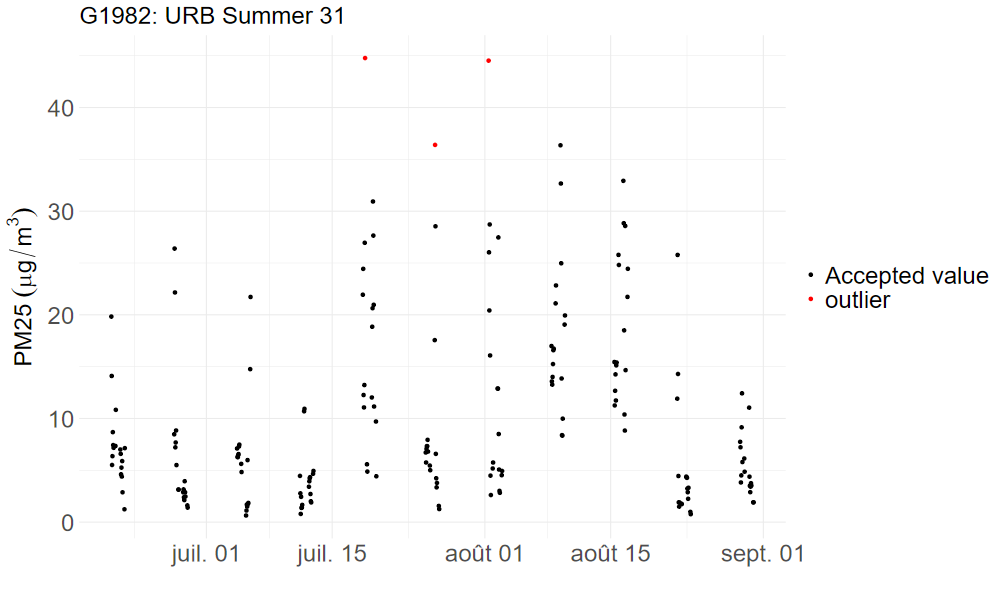 G1982: URB Summer 31
PM25 (μg/m³)
40
30
20
10
0
juil. 01 juil. 15 août 01 août 15 sept. 01
Accepted value
outlier